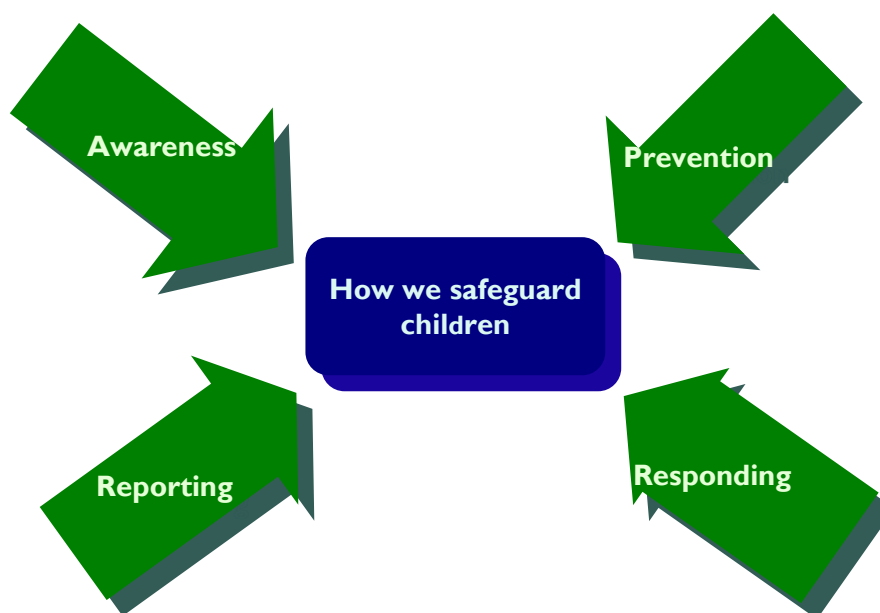 Awareness
Prevention
How we safeguard
children
Reporting
Responding